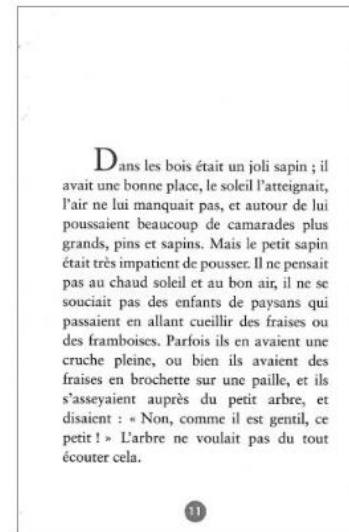 Dans les bois était un joli sapin ; il
avait une bonne place, le soleil l'atteignait,
l'air ne lui manquait pas, et autour de lui
poussaient beaucoup de camarades plus
grands, pins et sapins. Mais le petit sapin
était très impatient de pousser. Il ne pensait
pas au chaud soleil et au bon air, il ne se
souciait pas des enfants de paysans qui
passaient en allant cueillir des fraises ou
des framboises. Parfois ils en avaient une
cruche pleine, ou bien ils avaient des
fraises en brochette sur une paille, et ils
s'asseyaient auprès du petit arbre, et
disaient : « Non, comme il est gentil, ce
petit ! » L'arbre ne voulait pas du tout
écouter cela.
11